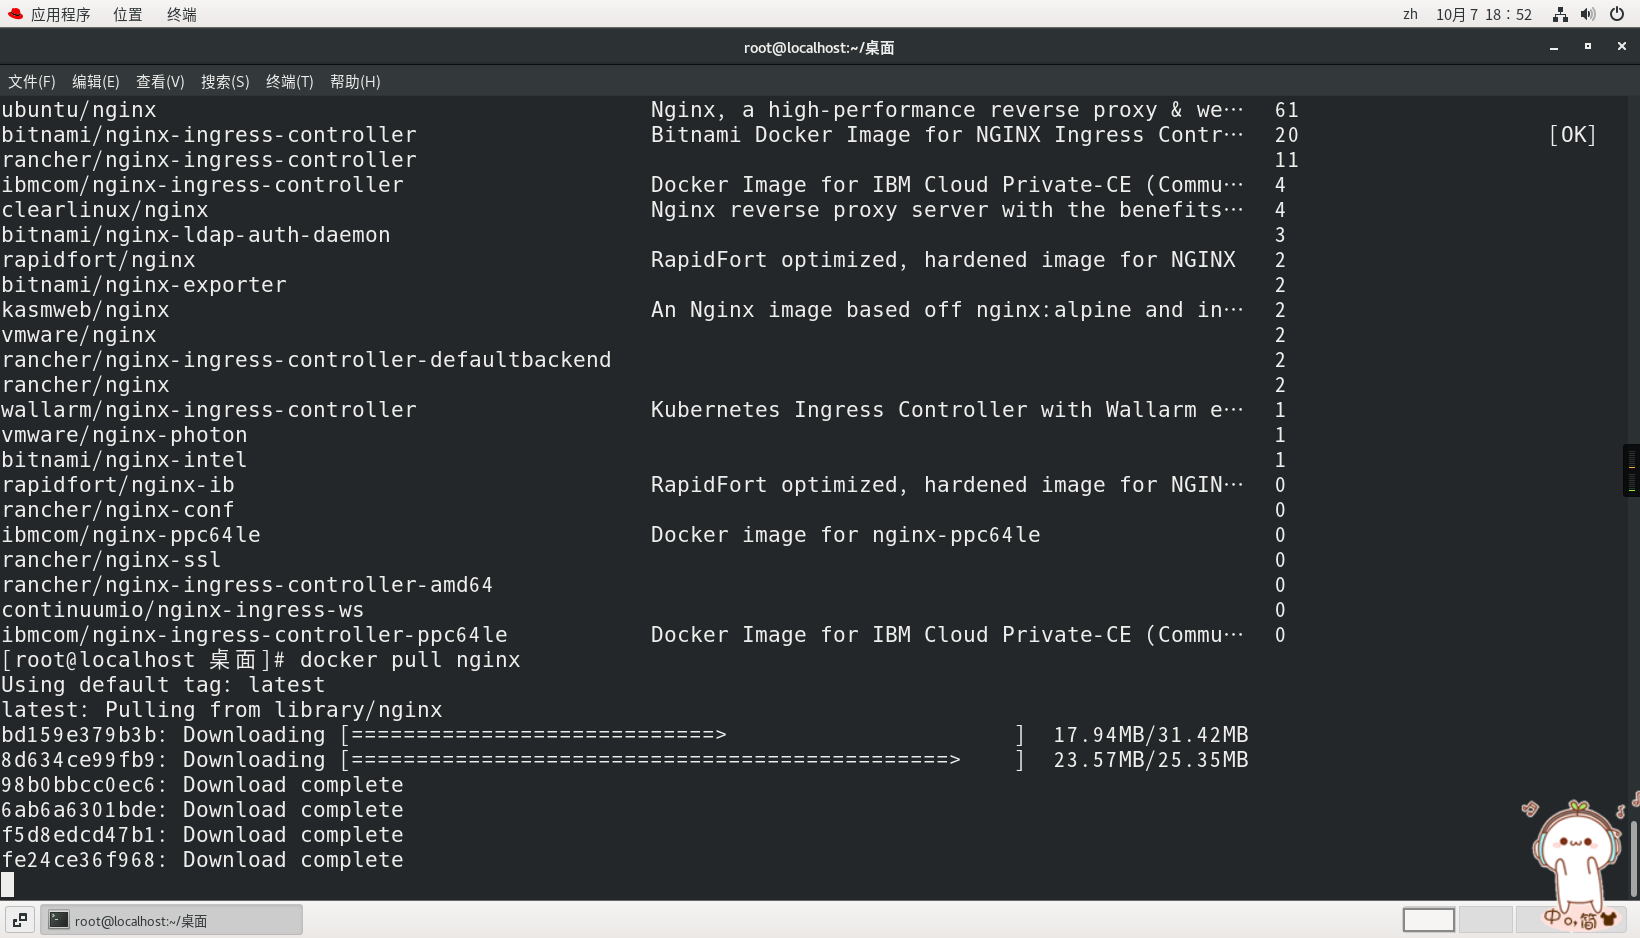 应用程序 位置 终端 zh 10月 7 18：52
root@localhost:~/桌面
文件(F) 编辑(E) 查看(V) 搜索(S) 终端(T) 帮助(H)
ubuntu/nginx Nginx, a high-performance reverse proxy & we… 61
bitnami/nginx-ingress-controller Bitnami Docker Image for NGINX Ingress Contr… 20 [OK]
rancher/nginx-ingress-controller 11
ibmcom/nginx-ingress-controller Docker Image for IBM Cloud Private-CE (Commu… 4
clearlinux/nginx Nginx reverse proxy server with the benefits… 4
bitnami/nginx-ldap-auth-daemon 3
rapidfort/nginx RapidFort optimized, hardened image for NGINX 2
bitnami/nginx-exporter 2
kasmweb/nginx An Nginx image based off nginx:alpine and in… 2
vmware/nginx 2
rancher/nginx-ingress-controller-defaultbackend 2
rancher/nginx 2
wallarm/nginx-ingress-controller Kubernetes Ingress Controller with Wallarm e… 1
vmware/nginx-photon 1
bitnami/nginx-intel 1
rapidfort/nginx-ib RapidFort optimized, hardened image for NGIN… 0
rancher/nginx-conf 0
ibmcom/nginx-ppc64le Docker image for nginx-ppc64le 0
rancher/nginx-ssl 0
rancher/nginx-ingress-controller-amd64 0
continuumio/nginx-ingress-ws 0
ibmcom/nginx-ingress-controller-ppc64le Docker Image for IBM Cloud Private-CE (Commu… 0
[root@localhost 桌面]# docker pull nginx
Using default tag: latest
latest: Pulling from library/nginx
bd159e379b3b: Downloading [============================> ] 17.94MB/31.42MB
8d634ce99fb9: Downloading [==============================================> ] 23.57MB/25.35MB
98b0bbcc0ec6: Download complete
6ab6a6301bde: Download complete
f5d8edcd47b1: Download complete
fe24ce36f968: Download complete
中 简
root@localhost:~/桌面